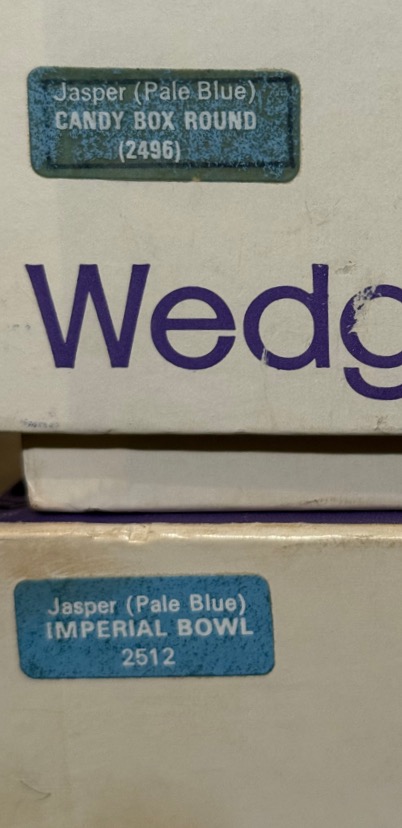 Jasper (Pale Blue)
CANDY BOX ROUND
(2496)
Wedg
Jasper (Pale Blue)
IMPERIAL BOWL
2512